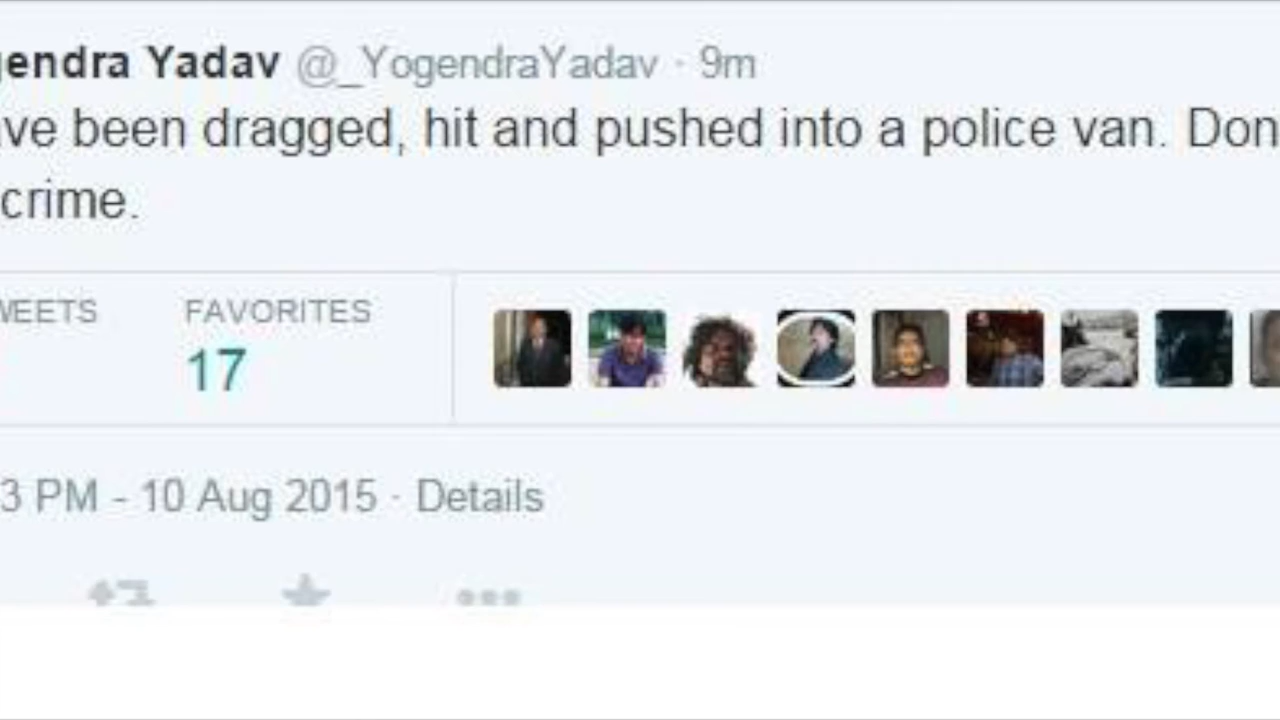 gendra Yadav @_YogendraYadav · 9m
ve been dragged, hit and pushed into a police van. Don
crime.
WEETS FAVORITES
17
3 PM - 10 Aug 2015 · Details